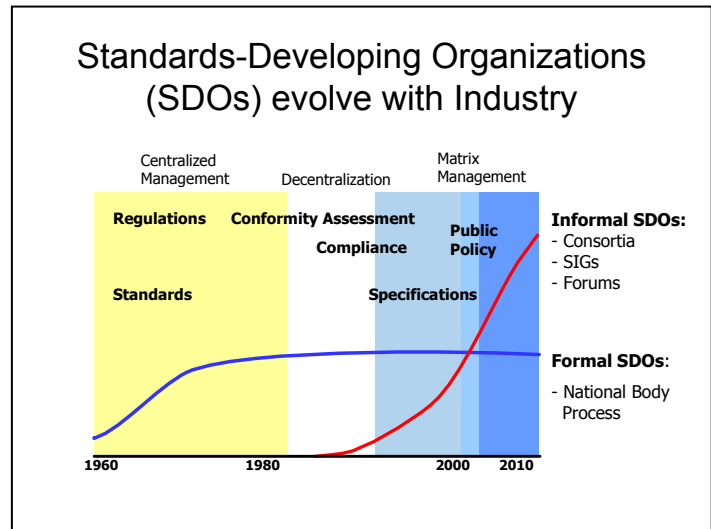 Standards-Developing Organizations
(SDOs) evolve with Industry
Centralized
Management
Decentralization
Matrix
Management
Regulations
Conformity Assessment
Compliance
Public
Policy
Standards
Specifications
Informal SDOs:
- Consortia
- SIGs
- Forums
Formal SDOs:
- National Body
Process
1960
1980
2000
2010